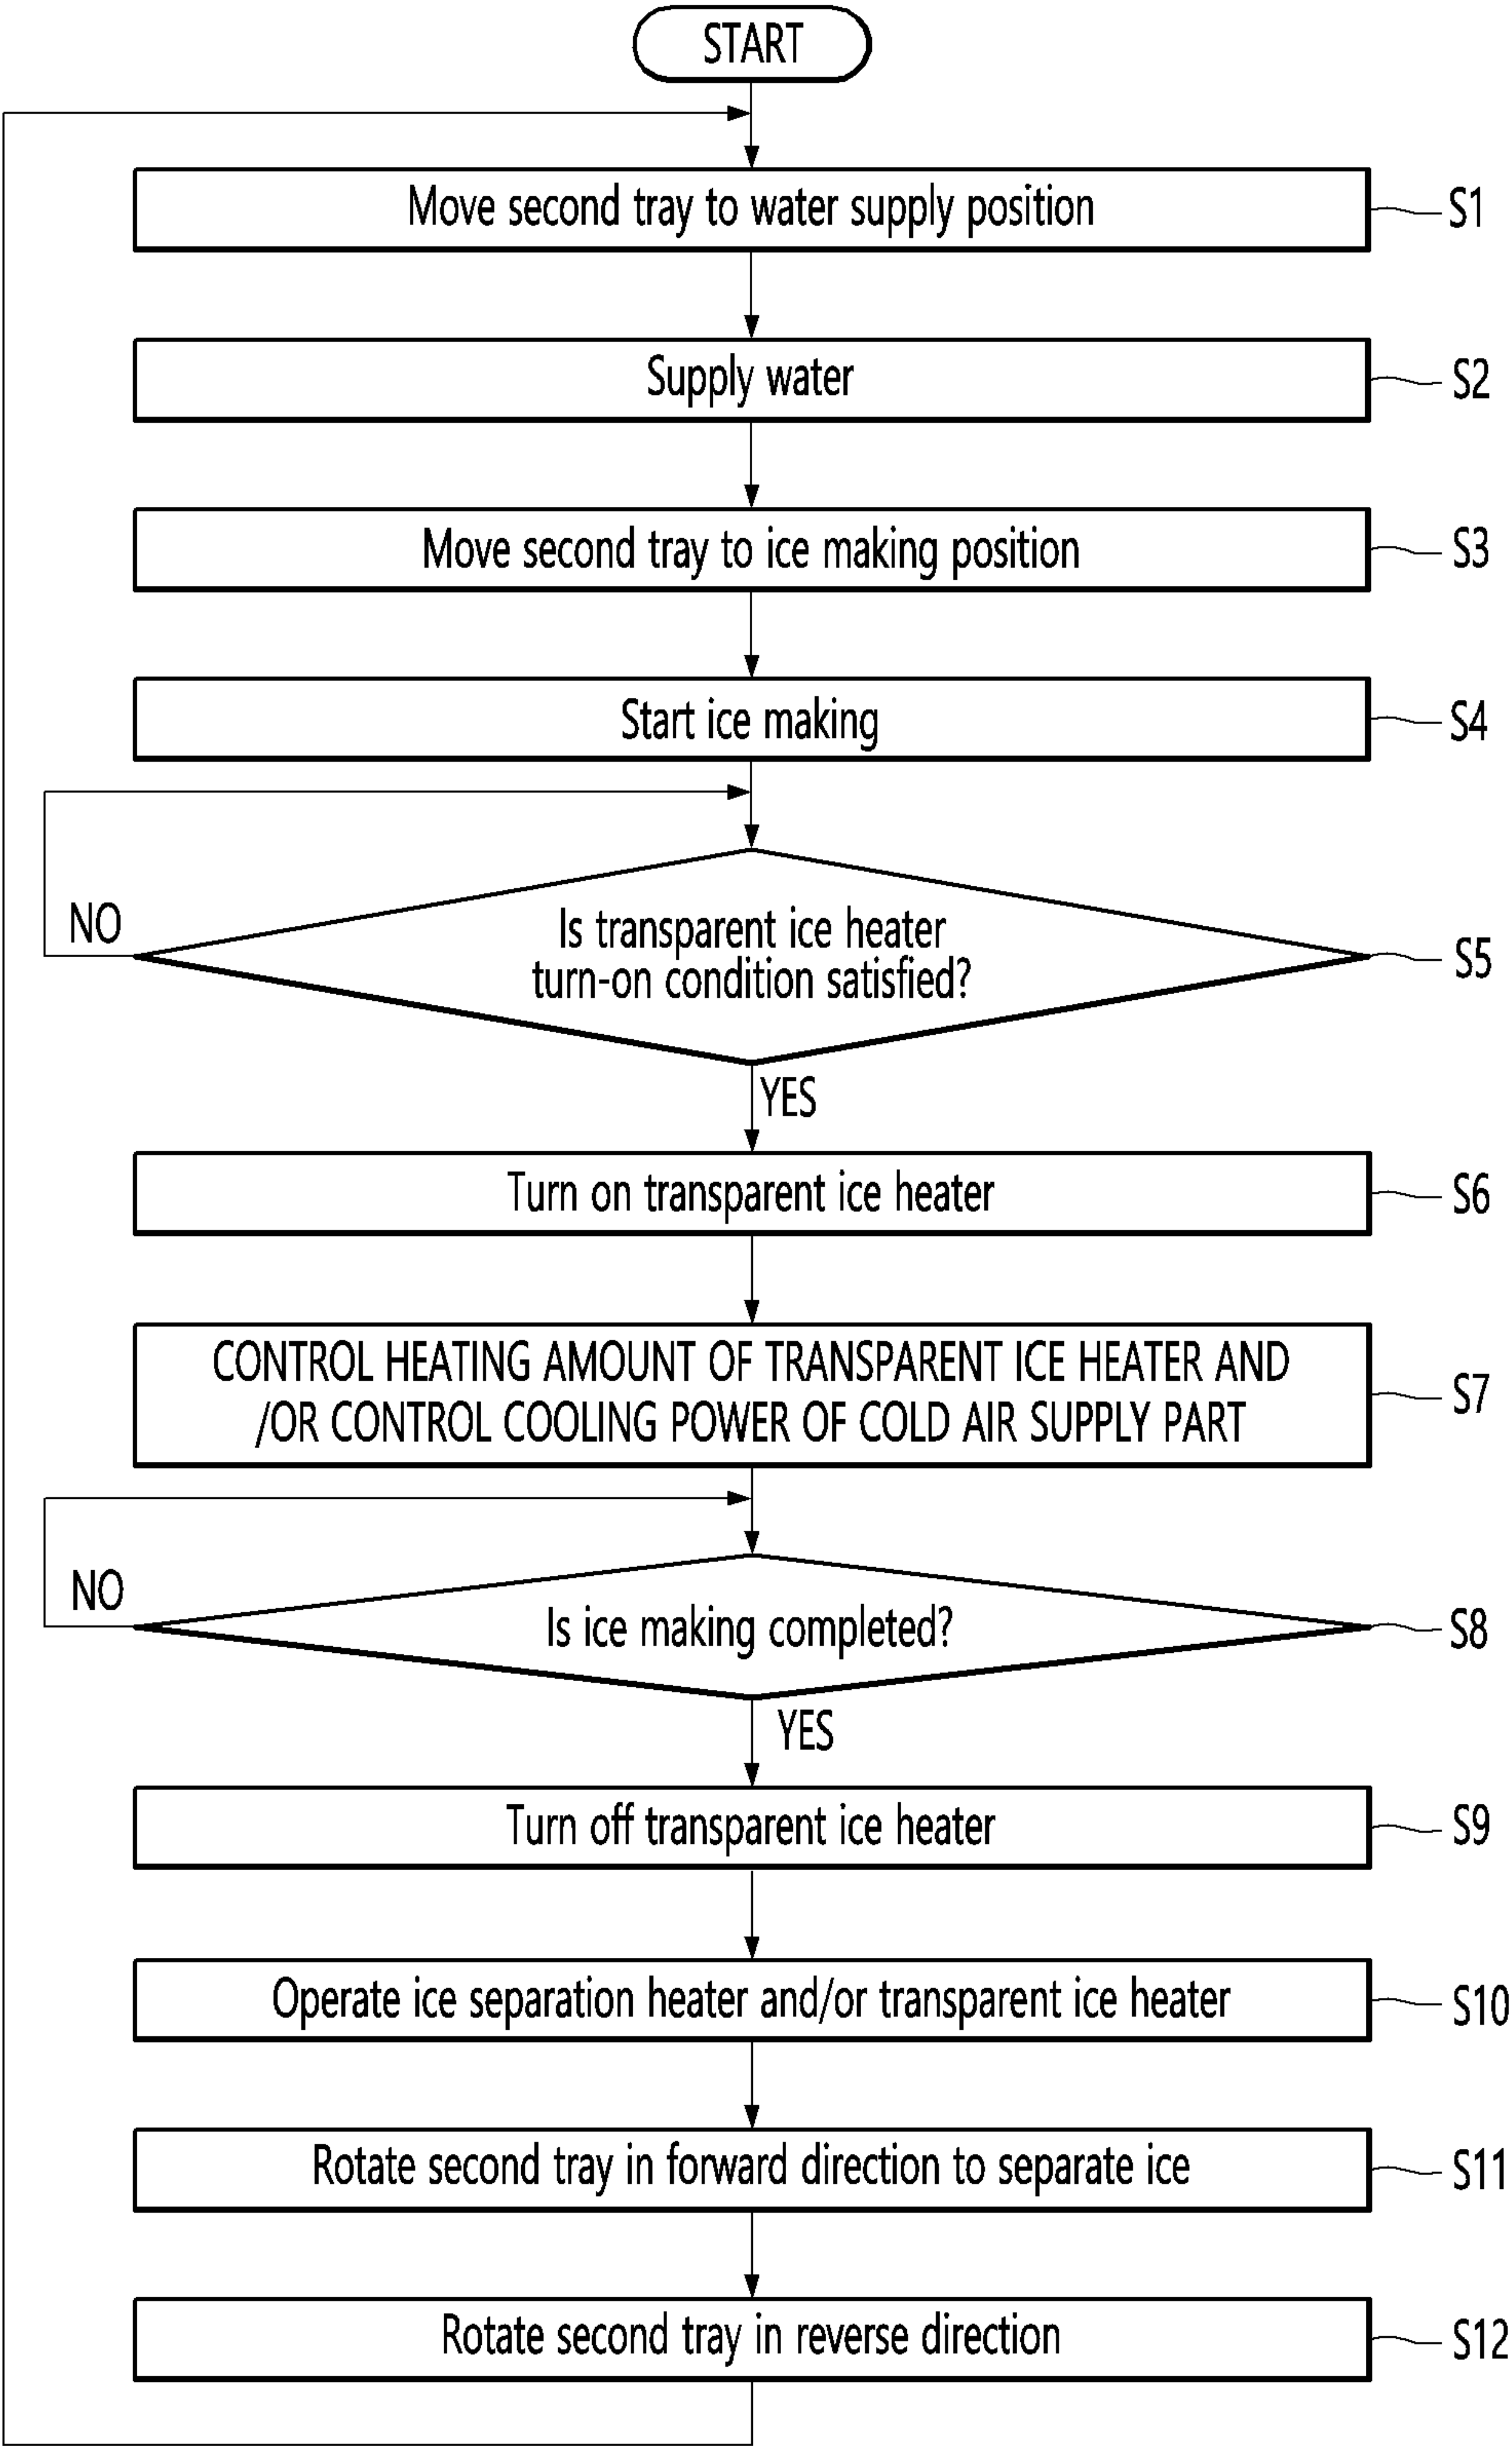 START
Move second tray to water supply position
S1
Supply water
S2
Move second tray to ice making position
S3
Start ice making
S4
NO
Is transparent ice heater
turn-on condition satisfied?
S5
YES
Turn on transparent ice heater
S6
CONTROL HEATING AMOUNT OF TRANSPARENT ICE HEATER AND
/OR CONTROL COOLING POWER OF COLD AIR SUPPLY PART
S7
NO
Is ice making completed?
S8
YES
Turn off transparent ice heater
S9
Operate ice separation heater and/or transparent ice heater
S10
Rotate second tray in forward direction to separate ice
S11
Rotate second tray in reverse direction
S12